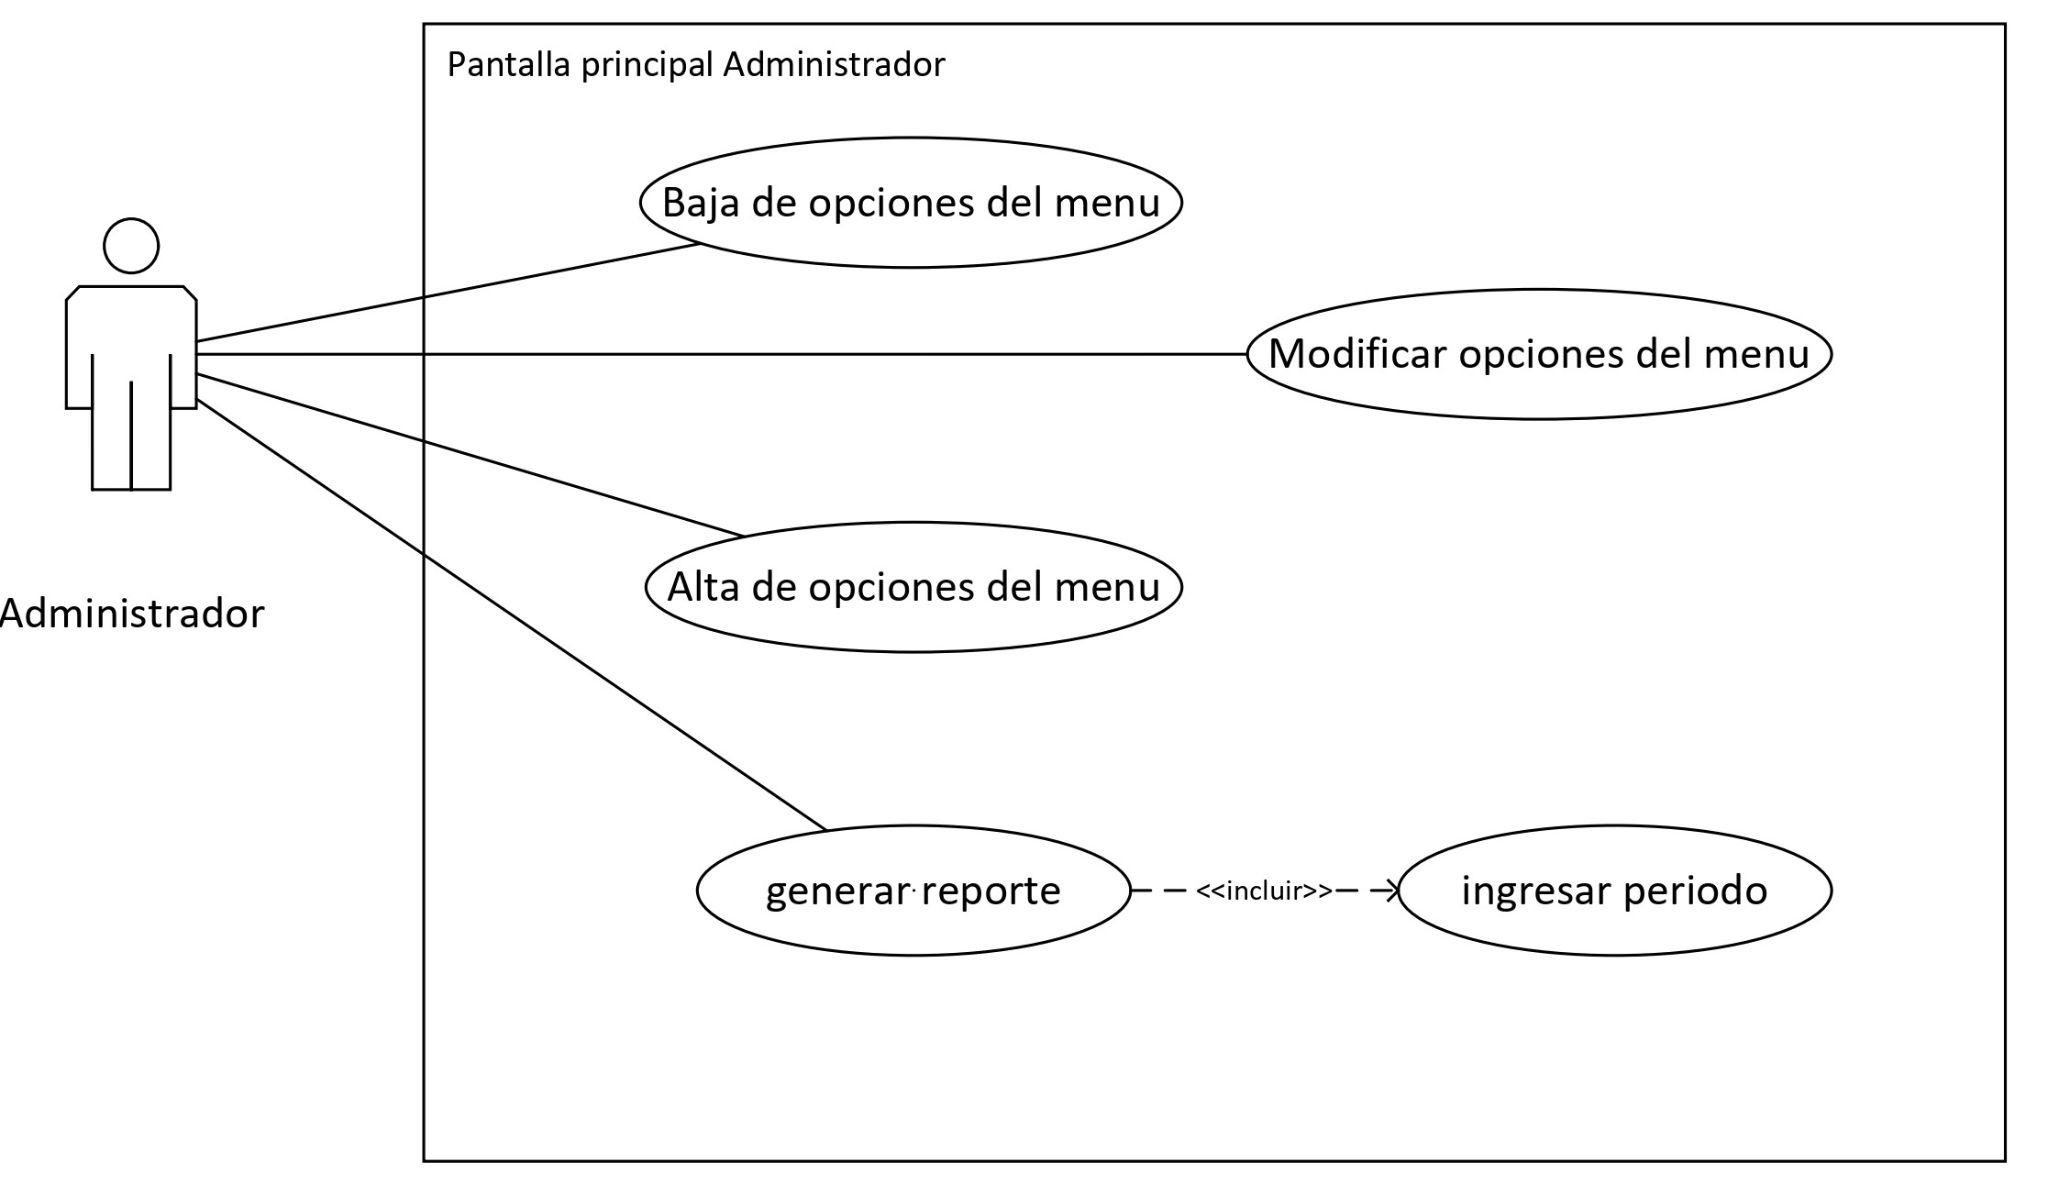 Pantalla principal Administrador
Baja de opciones del menu
Modificar opciones del menu
Alta de opciones del menu
Administrador
generar reporte
<<incluir>>
ingresar periodo